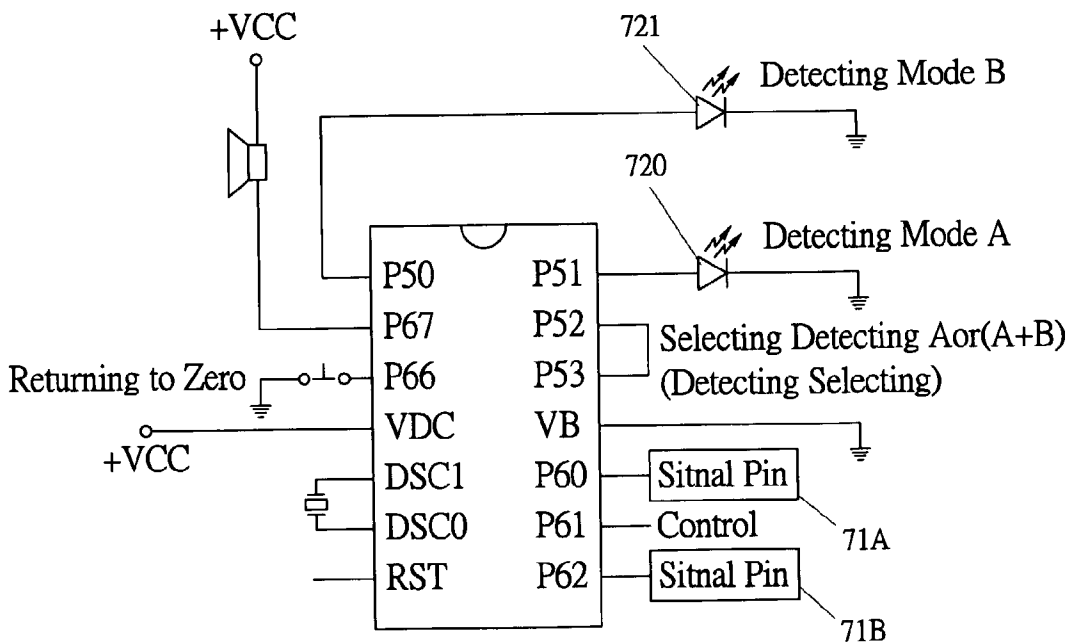 +VCC
721
Detecting Mode B
720
Detecting Mode A
P50
P51
P67
P52
Selecting Detecting Aor(A+B)
Returning to Zero
P66
P53
(Detecting Selecting)
+VCC
VDC
VB
DSC1
P60
Sitnal Pin
DSC0
P61
Control
71A
RST
P62
Sitnal Pin
71B